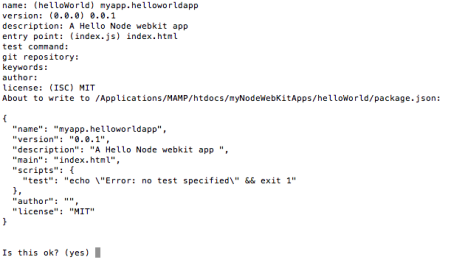 name: (helloWorld) myapp.helloworldapp
version: (0.0.0) 0.0.1
description: A Hello Node webkit app
entry point: (index.js) index.html
test command:
git repository:
keywords:
author:
license: (ISC) MIT
About to write to /Applications/MAMP/htdocs/myNodeWebKitApps/helloWorld/package.json:

{
  "name": "myapp.helloworldapp",
  "version": "0.0.1",
  "description": "A Hello Node webkit app ",
  "main": "index.html",
  "scripts": {
    "test": "echo \"Error: no test specified\" && exit 1"
  },
  "author": "",
  "license": "MIT"
}

Is this ok? (yes)